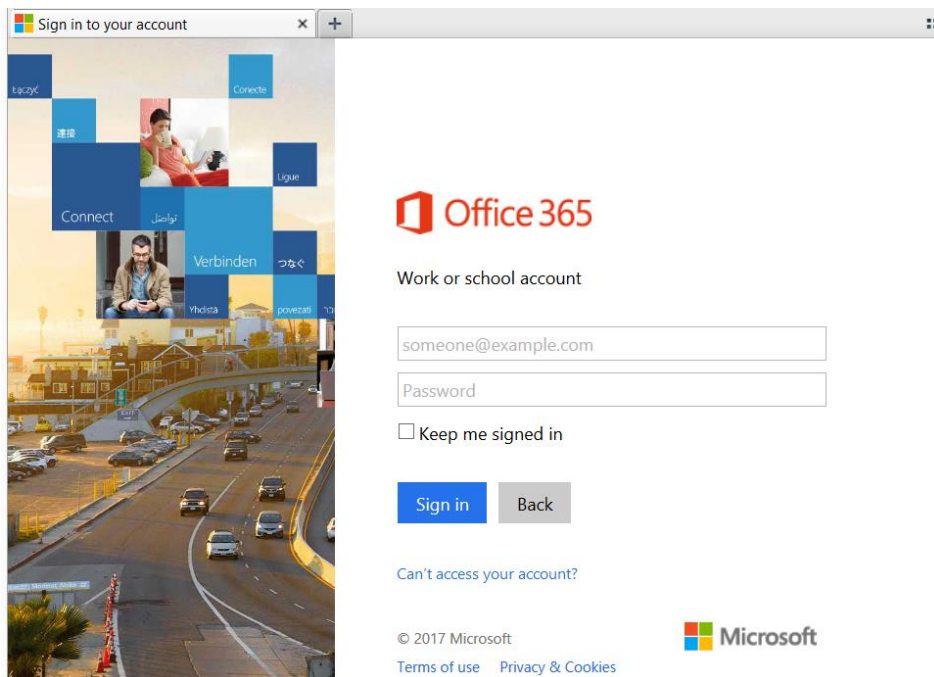 Sign in to your account
Łączyć
Conecte
連接
Ligue
Connect
تواصل
Verbinden
つなぐ
Yhdistä
povezati
Office 365
Work or school account
someone@example.com
Password
Keep me signed in
Sign in
Back
Can't access your account?
© 2017 Microsoft
Microsoft
Terms of use
Privacy & Cookies